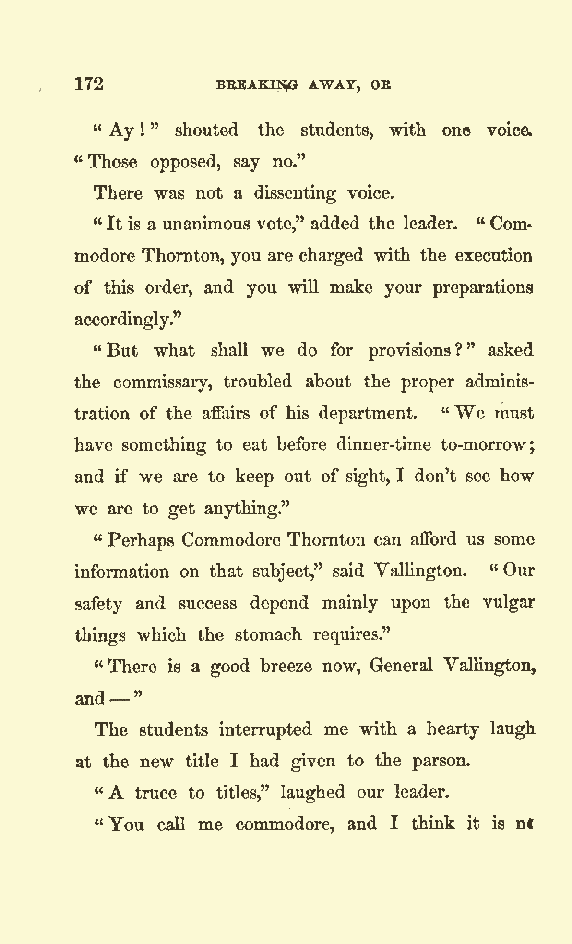 172 BREAKING AWAY, OR
“Ay!” shouted the students, with one voice.
“Those opposed, say no.”
There was not a dissenting voice.
“It is a unanimous vote,” added the leader. “Com-
modore Thornton, you are charged with the execution
of this order, and you will make your preparations
accordingly.”
“But what shall we do for provisions?” asked
the commissary, troubled about the proper adminis-
tration of the affairs of his department. “We must
have something to eat before dinner-time to-morrow;
and if we are to keep out of sight, I don’t see how
we are to get anything.”
“Perhaps Commodore Thornton can afford us some
information on that subject,” said Vallington. “Our
safety and success depend mainly upon the vulgar
things which the stomach requires.”
“There is a good breeze now, General Vallington,
and—”
The students interrupted me with a hearty laugh
at the new title I had given to the parson.
“A truce to titles,” laughed our leader.
“You call me commodore, and I think it is